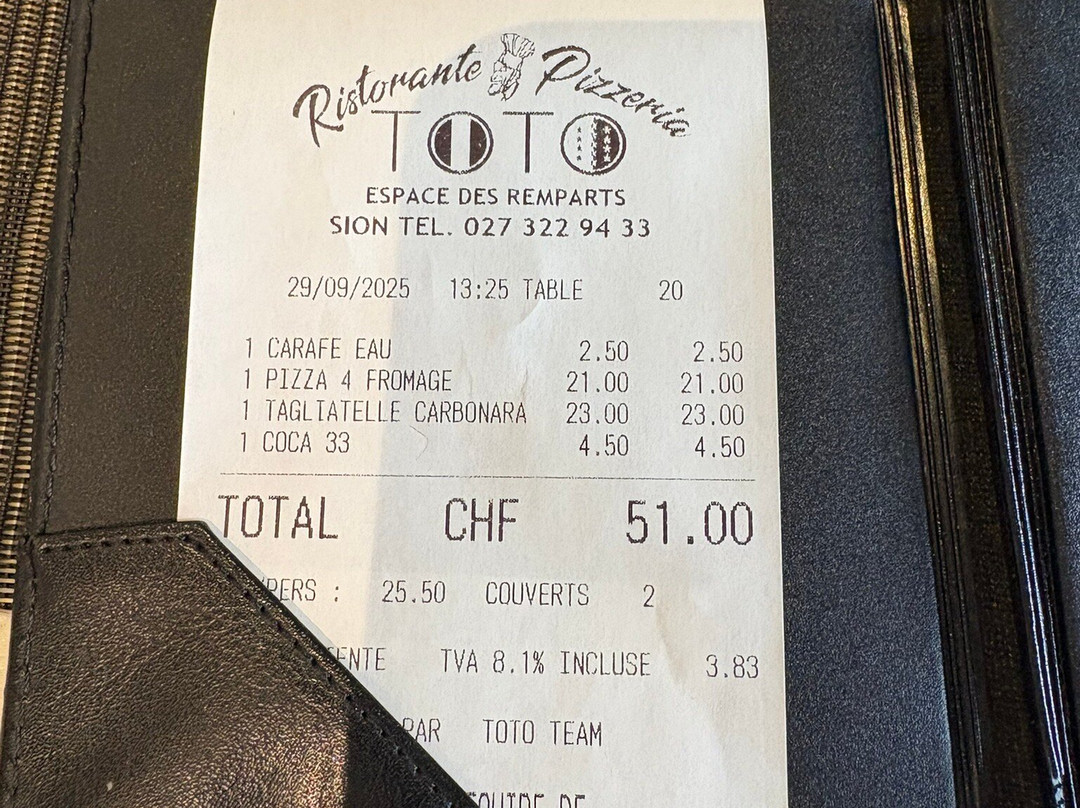 Ristorante Pizzeria
TOTO
ESPACE DES REMPARTS
SION TEL. 027 322 94 33
29/09/2025 13:25 TABLE 20
1 CARAFE EAU 2.50 2.50
1 PIZZA 4 FROMAGE 21.00 21.00
1 TAGLIATELLE CARBONARA 23.00 23.00
1 COCA 33 4.50 4.50
TOTAL CHF 51.00
PERS : 25.50 COUVERTS 2
TVA 8.1% INCLUSE 3.83
PAR TOTO TEAM